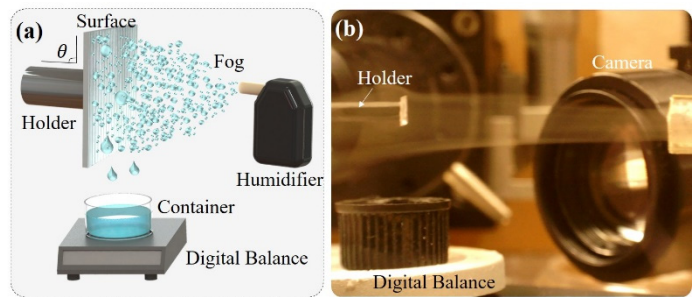 (a)
Surface
θ
Fog
Holder
Humidifier
Container
Digital Balance
(b)
Camera
Holder
Digital Balance